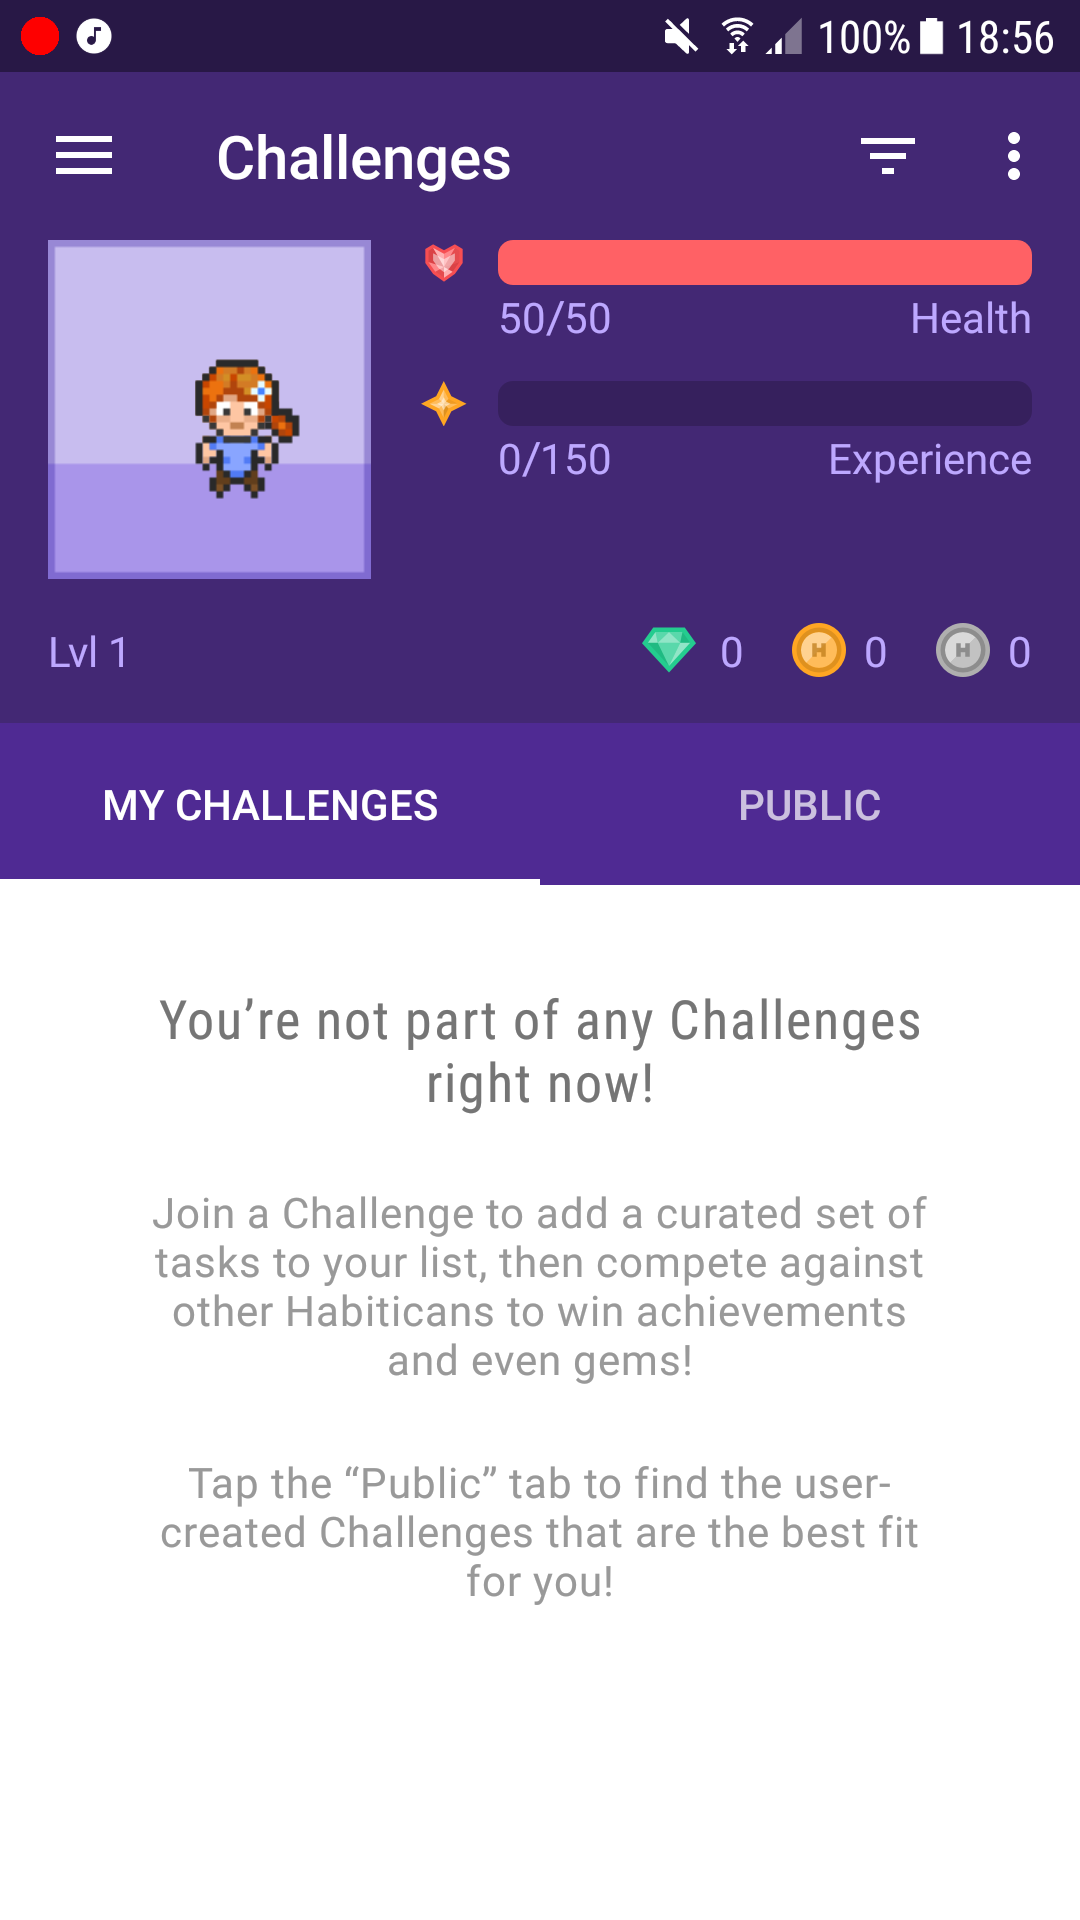 100% 18:56
Challenges
50/50 Health
0/150 Experience
Lvl 1 0 0 0
MY CHALLENGES PUBLIC
You’re not part of any Challenges
right now!
Join a Challenge to add a curated set of
tasks to your list, then compete against
other Habiticans to win achievements
and even gems!
Tap the “Public” tab to find the user-
created Challenges that are the best fit
for you!